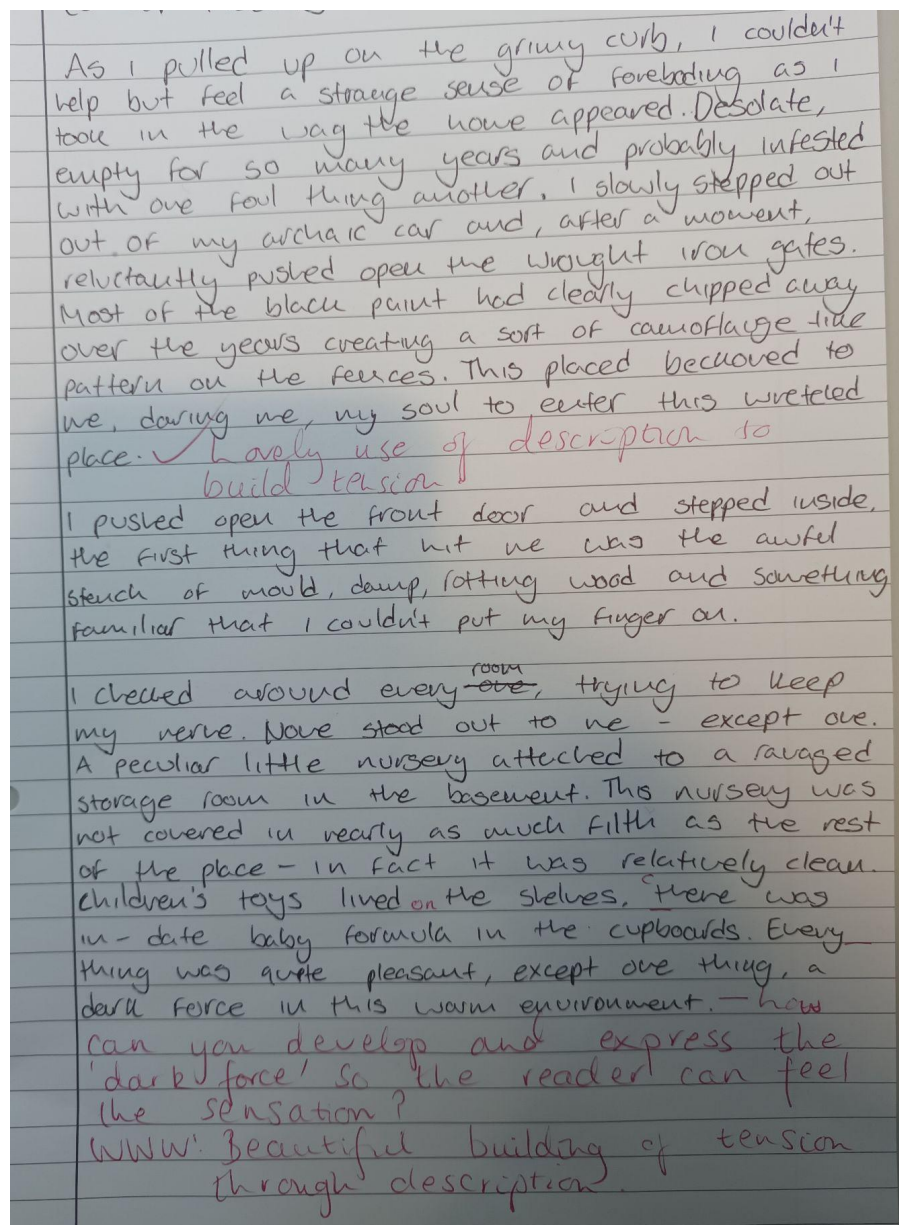 As I pulled up on the grimy curb, I couldn't
help but feel a strange sense of foreboding as I
took in the way the home appeared. Desolate,
empty for so many years and probably infested
with one foul thing another. I slowly stepped out
out of my archaic car and, after a moment,
reluctantly pushed open the wrought iron gates.
Most of the black paint had clearly chipped away
over the years creating a sort of camoflauge like
pattern on the fences. This placed beckoned to
me, daring me, my soul to enter this wretched
place. ✓ Lovely use of description to
build tension
I pushed open the front door and stepped inside,
the first thing that hit me was the awful
stench of mould, damp, rotting wood and something
familiar that I couldn't put my finger on.
room
I checked around every one, trying to keep
my nerve. None stood out to me - except one.
A peculiar little nursery attached to a ravaged
storage room in the basement. This nursery was
not covered in nearly as much filth as the rest
of the place - in fact it was relatively clean.
Children's toys lined on the shelves, there was
in-date baby formula in the cupboards. Every
thing was quite pleasant, except one thing, a
dark force in this warm environment. — how
can you develop and express the
'dark force' so the reader can feel
the sensation?
WWW: Beautiful building of tension
through description.